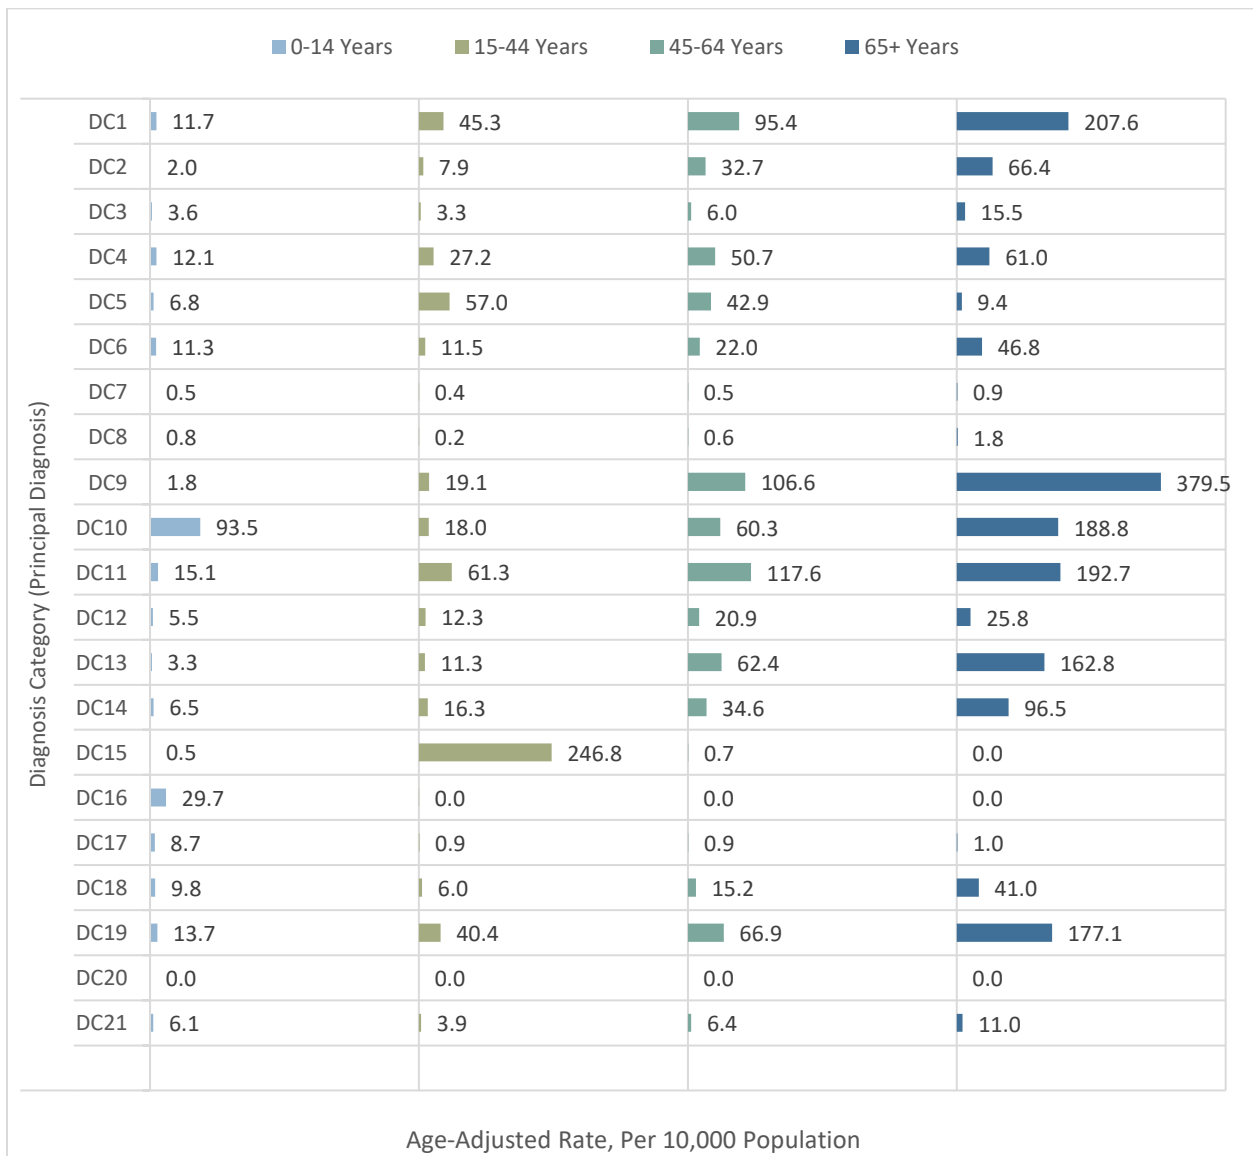 0-14 Years 15-44 Years 45-64 Years 65+ Years
Diagnosis Category (Principal Diagnosis)
DC1 11.7 45.3 95.4 207.6
DC2 2.0 7.9 32.7 66.4
DC3 3.6 3.3 6.0 15.5
DC4 12.1 27.2 50.7 61.0
DC5 6.8 57.0 42.9 9.4
DC6 11.3 11.5 22.0 46.8
DC7 0.5 0.4 0.5 0.9
DC8 0.8 0.2 0.6 1.8
DC9 1.8 19.1 106.6 379.5
DC10 93.5 18.0 60.3 188.8
DC11 15.1 61.3 117.6 192.7
DC12 5.5 12.3 20.9 25.8
DC13 3.3 11.3 62.4 162.8
DC14 6.5 16.3 34.6 96.5
DC15 0.5 246.8 0.7 0.0
DC16 29.7 0.0 0.0 0.0
DC17 8.7 0.9 0.9 1.0
DC18 9.8 6.0 15.2 41.0
DC19 13.7 40.4 66.9 177.1
DC20 0.0 0.0 0.0 0.0
DC21 6.1 3.9 6.4 11.0
Age-Adjusted Rate, Per 10,000 Population